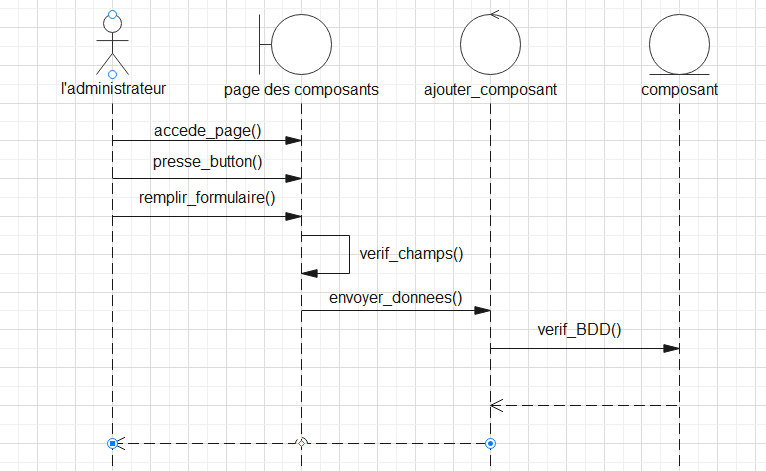 l'administrateur
page des composants
ajouter_composant
composant
accede_page()
presse_button()
remplir_formulaire()
verif_champs()
envoyer_donnees()
verif_BDD()